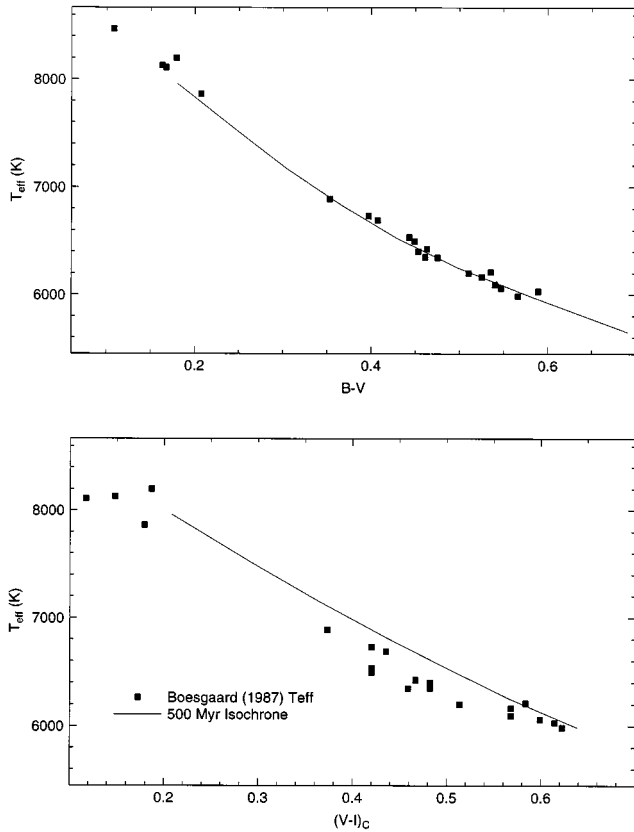 8000
7000
6000
T_eff (K)
0.2
0.4
0.6
B-V
8000
7000
6000
T_eff (K)
Boesgaard (1987) Teff
500 Myr Isochrone
0.2
0.3
0.4
0.5
0.6
(V-I)_C